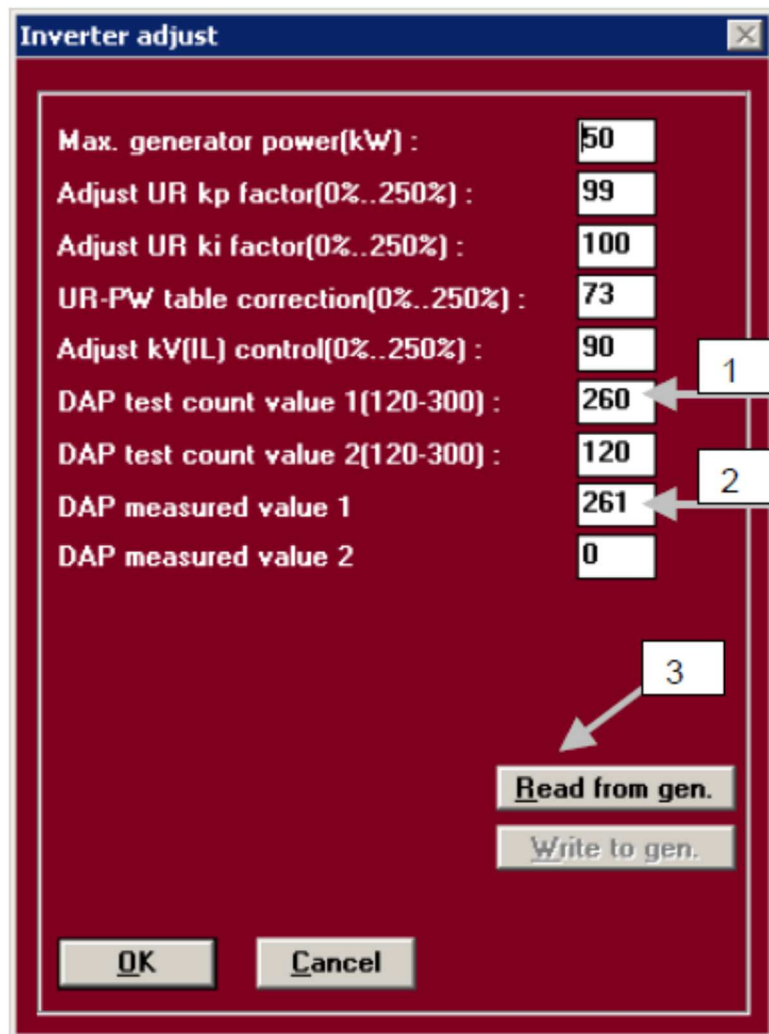 Inverter adjust
Max. generator power(kW) : 50
Adjust UR kp factor(0%..250%) : 99
Adjust UR ki factor(0%..250%) : 100
UR-PW table correction(0%..250%) : 73
Adjust kV(IL) control(0%..250%) : 90
1
DAP test count value 1(120-300) : 260
DAP test count value 2(120-300) : 120
2
DAP measured value 1 261
DAP measured value 2 0
3
Read from gen.
Write to gen.
OK Cancel